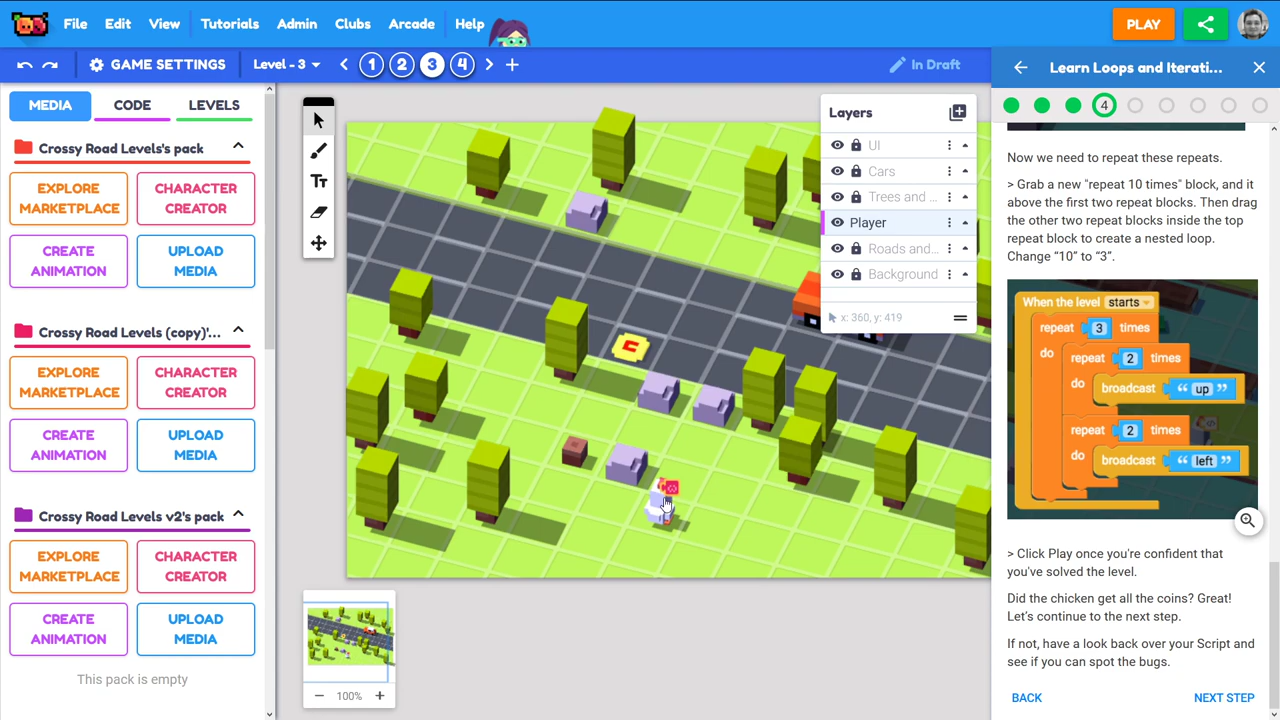 File Edit View Tutorials Admin Clubs Arcade Help PLAY
GAME SETTINGS Level - 3 1 2 3 4 In Draft
MEDIA CODE LEVELS
Crossy Road Levels's pack
EXPLORE MARKETPLACE
CHARACTER CREATOR
CREATE ANIMATION
UPLOAD MEDIA
Crossy Road Levels (copy)'...
EXPLORE MARKETPLACE
CHARACTER CREATOR
CREATE ANIMATION
UPLOAD MEDIA
Crossy Road Levels v2's pack
EXPLORE MARKETPLACE
CHARACTER CREATOR
CREATE ANIMATION
UPLOAD MEDIA
This pack is empty
TT
C
100%
Layers
UI
Cars
Trees and ...
Player
Roads and...
Background
x: 360, y: 419
Learn Loops and Iterati...
4
Now we need to repeat these repeats.
> Grab a new "repeat 10 times" block, and it
above the first two repeat blocks. Then drag
the other two repeat blocks inside the top
repeat block to create a nested loop.
Change “10” to “3”.
When the level starts
repeat 3 times
do repeat 2 times
do broadcast “ up ”
repeat 2 times
do broadcast “ left ”
> Click Play once you're confident that
you've solved the level.
Did the chicken get all the coins? Great!
Let’s continue to the next step.
If not, have a look back over your Script and
see if you can spot the bugs.
BACK NEXT STEP